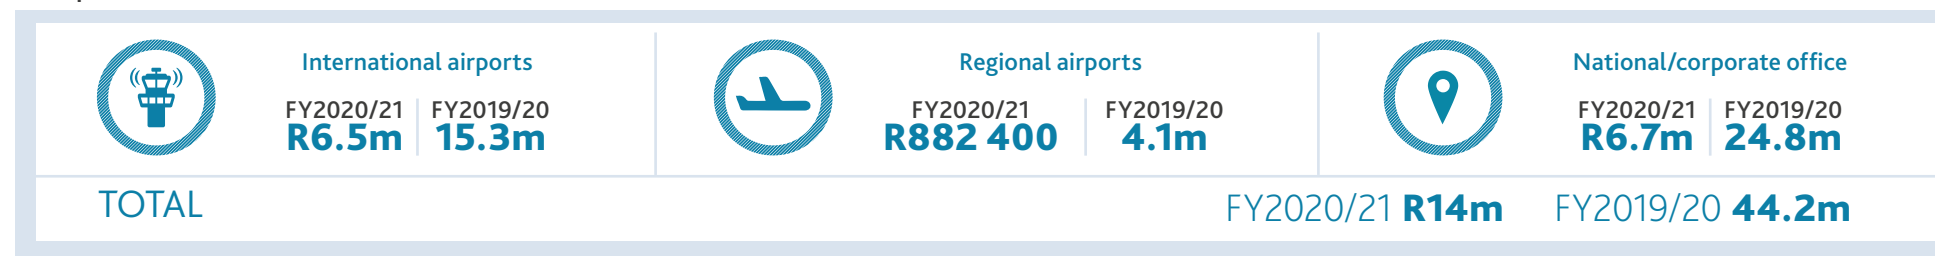 International airports
FY2020/21 FY2019/20
R6.5m 15.3m
Regional airports
FY2020/21 FY2019/20
R882 400 4.1m
National/corporate office
FY2020/21 FY2019/20
R6.7m 24.8m
TOTAL FY2020/21 R14m FY2019/20 44.2m